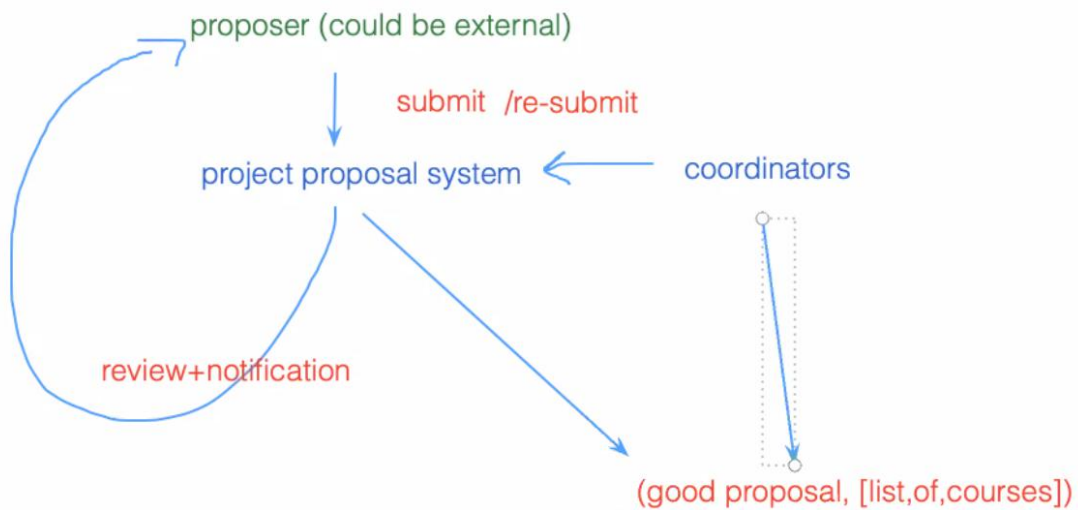 proposer (could be external)
submit /re-submit
project proposal system
coordinators
review+notification
(good proposal, [list,of,courses])